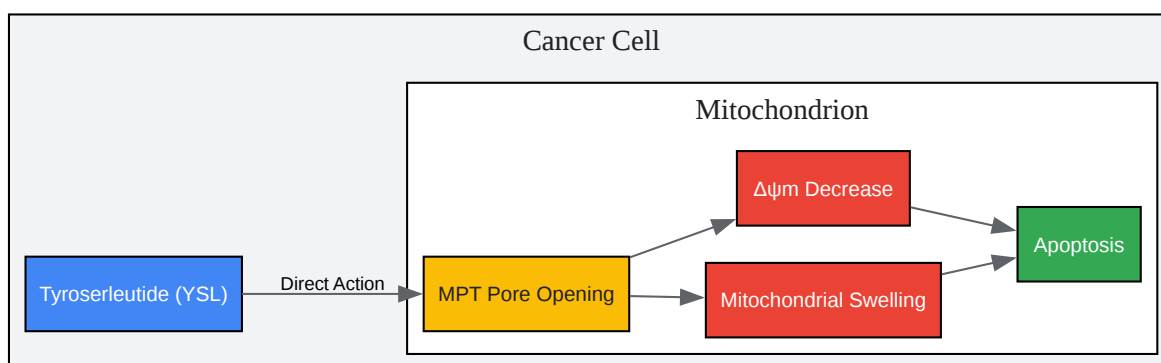 Cancer Cell
Mitochondrion
Δψm Decrease
Apoptosis
Tyroserleutide (YSL)
Direct Action
MPT Pore Opening
Mitochondrial Swelling